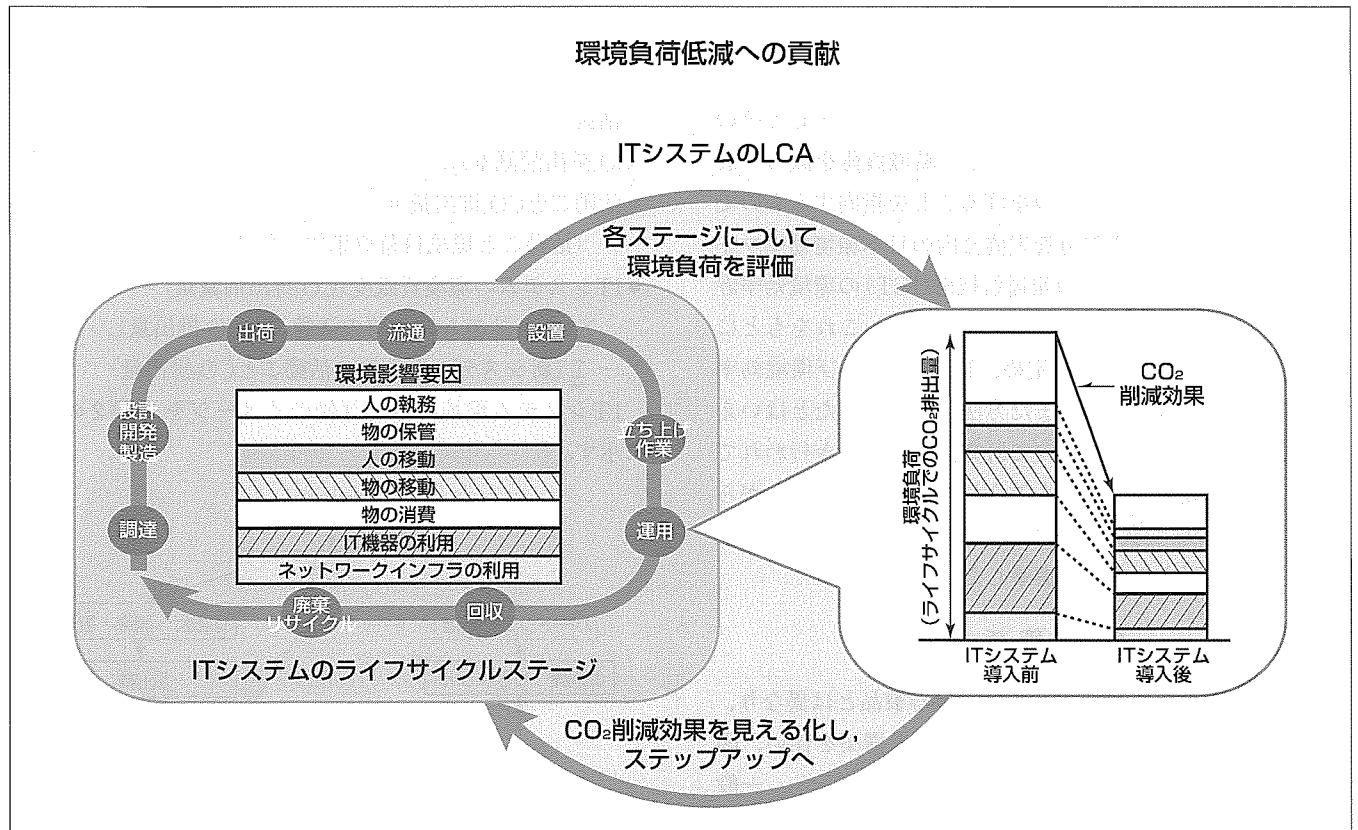 環境負荷低減への貢献
ITシステムのLCA
各ステージについて
環境負荷を評価
出荷
流通
設置
設計
開発
製造
立ち上げ
作業
調達
運用
廃棄
リサイクル
回収
環境影響要因
人の執務
物の保管
人の移動
物の移動
物の消費
IT機器の利用
ネットワークインフラの利用
ITシステムのライフサイクルステージ
環境負荷
(ライフサイクルでのCO₂排出量)
CO₂
削減効果
ITシステム
導入前
ITシステム
導入後
CO₂削減効果を見える化し,
ステップアップへ